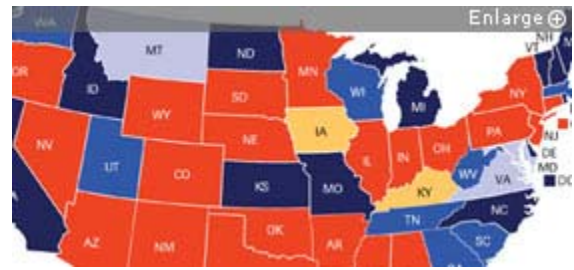 Enlarge
WA
MT
ND
MN
VT
NH
OR
ID
SD
WI
MI
NY
WY
IA
PA
NV
NE
IL
IN
OH
NJ
UT
CO
DE
MD
KS
MO
WV
VA
DC
KY
NC
TN
AZ
NM
OK
AR
SC